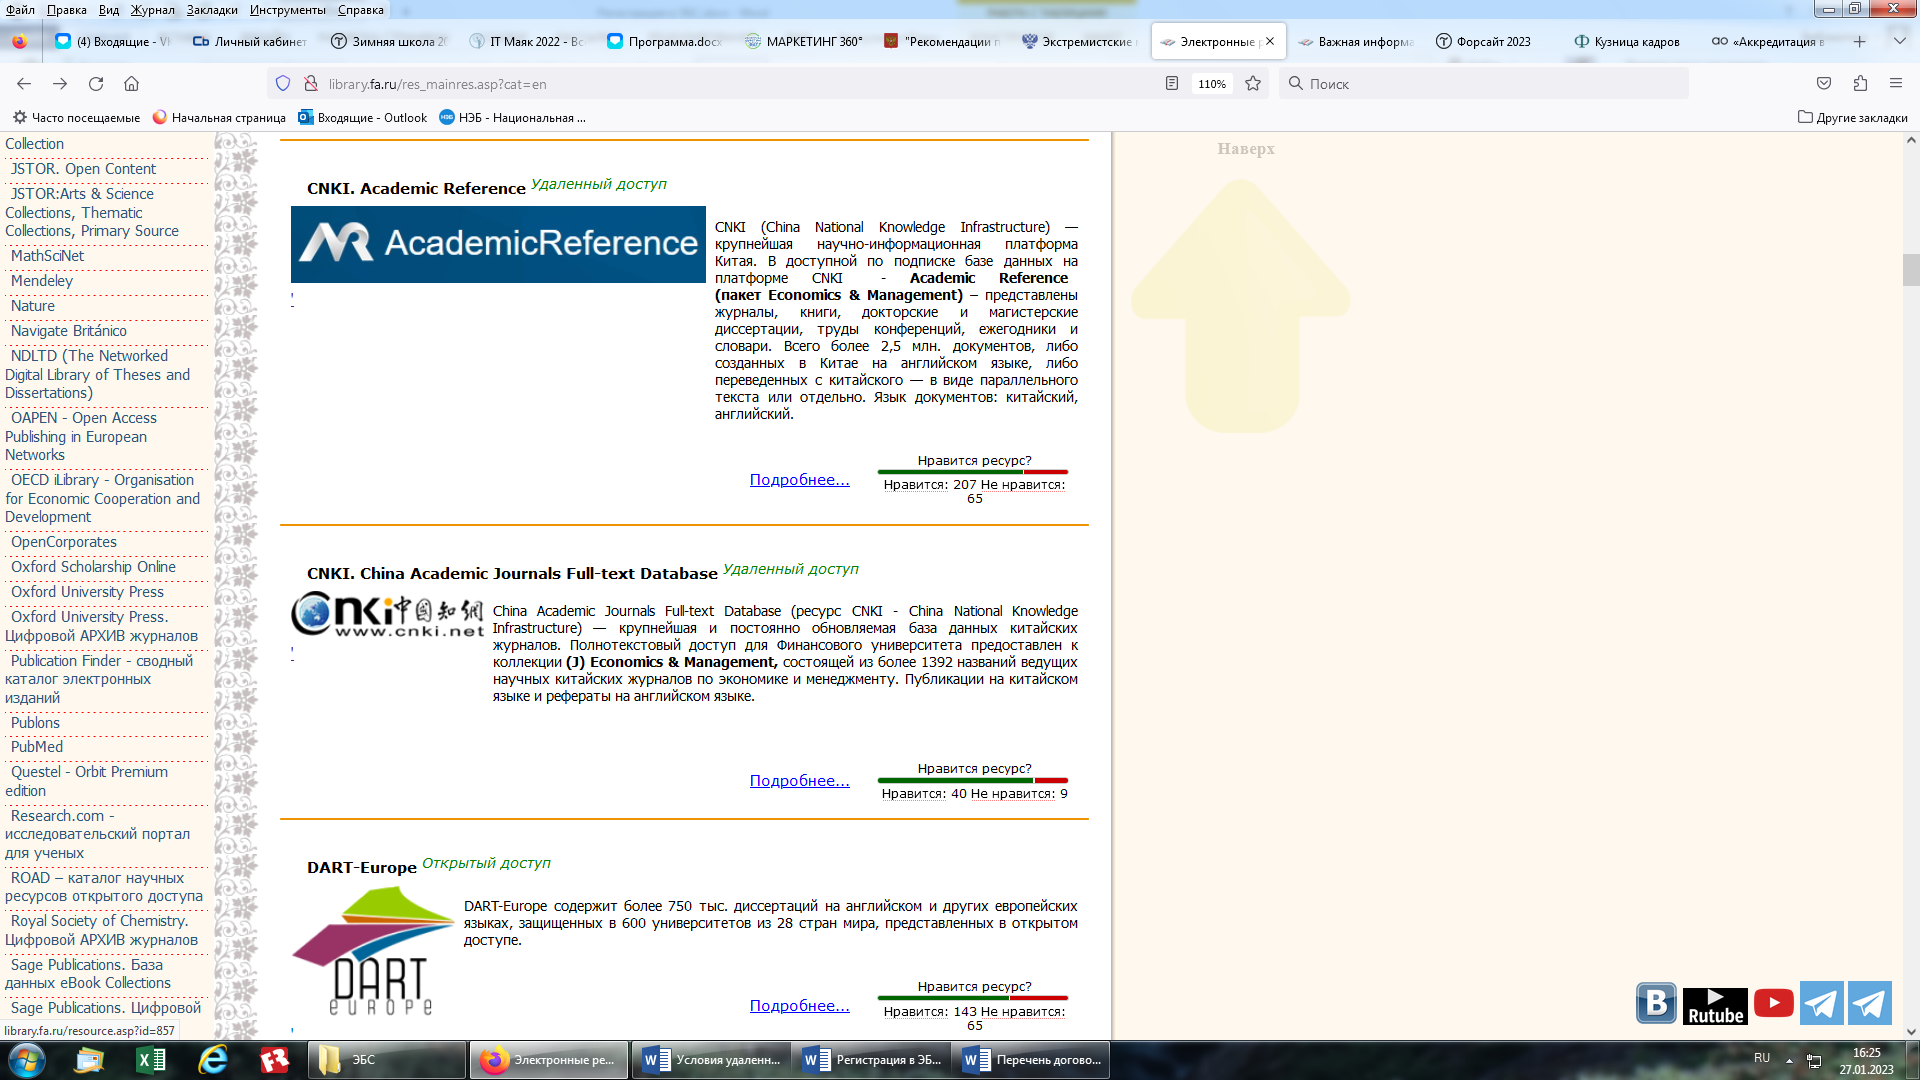 Файл Правка Вид Журнал Закладки Инструменты Справка
(4) Входящие - VK
Личный кабинет
Зимняя школа 20
IT Маяк 2022 - Вс
Программа.docx
МАРКЕТИНГ 360°
"Рекомендации п
Экстремистские
Электронные р
Важная информа
Форсайт 2023
Кузница кадров
«Аккредитация в
library.fa.ru/res_mainres.asp?cat=en
110%
Поиск
Часто посещаемые
Начальная страница
Входящие - Outlook
НЭБ - Национальная ...
Другие закладки
Collection
JSTOR. Open Content
JSTOR:Arts & Science
Collections, Thematic
Collections, Primary Source
MathSciNet
Mendeley
Nature
Navigate Británico
NDLTD (The Networked
Digital Library of Theses and
Dissertations)
OAPEN - Open Access
Publishing in European
Networks
OECD iLibrary - Organisation
for Economic Cooperation and
Development
OpenCorporates
Oxford Scholarship Online
Oxford University Press
Oxford University Press.
Цифровой АРХИВ журналов
Publication Finder - сводный
каталог электронных
изданий
Publons
PubMed
Questel - Orbit Premium
edition
Research.com -
исследовательский портал
для ученых
ROAD – каталог научных
ресурсов открытого доступа
Royal Society of Chemistry.
Цифровой АРХИВ журналов
Sage Publications. База
данных eBook Collections
Sage Publications. Цифровой
library.fa.ru/resource.asp?id=857
CNKI. Academic Reference Удаленный доступ
AR AcademicReference
CNKI (China National Knowledge Infrastructure) —
крупнейшая научно-информационная платформа
Китая. В доступной по подписке базе данных на
платформе CNKI - Academic Reference
(пакет Economics & Management) – представлены
журналы, книги, докторские и магистерские
диссертации, труды конференций, ежегодники и
словари. Всего более 2,5 млн. документов, либо
созданных в Китае на английском языке, либо
переведенных с китайского — в виде параллельного
текста или отдельно. Язык документов: китайский,
английский.
Подробнее...
Нравится ресурс?
Нравится: 207 Не нравится:
65
CNKI. China Academic Journals Full-text Database Удаленный доступ
cnki 中国知网
www.cnki.net
China Academic Journals Full-text Database (ресурс CNKI - China National Knowledge
Infrastructure) — крупнейшая и постоянно обновляемая база данных китайских
журналов. Полнотекстовый доступ для Финансового университета предоставлен к
коллекции (J) Economics & Management, состоящей из более 1392 названий ведущих
научных китайских журналов по экономике и менеджменту. Публикации на китайском
языке и рефераты на английском языке.
Подробнее...
Нравится ресурс?
Нравится: 40 Не нравится: 9
DART-Europe Открытый доступ
DART
EUROPE
DART-Europe содержит более 750 тыс. диссертаций на английском и других европейских
языках, защищенных в 600 университетов из 28 стран мира, представленных в открытом
доступе.
Подробнее...
Нравится ресурс?
Нравится: 143 Не нравится:
65
Наверх
B
Rutube
ЭБС
Электронные ре...
Условия удаленн...
Регистрация в ЭБ...
Перечень догово...
RU
16:25
27.01.2023